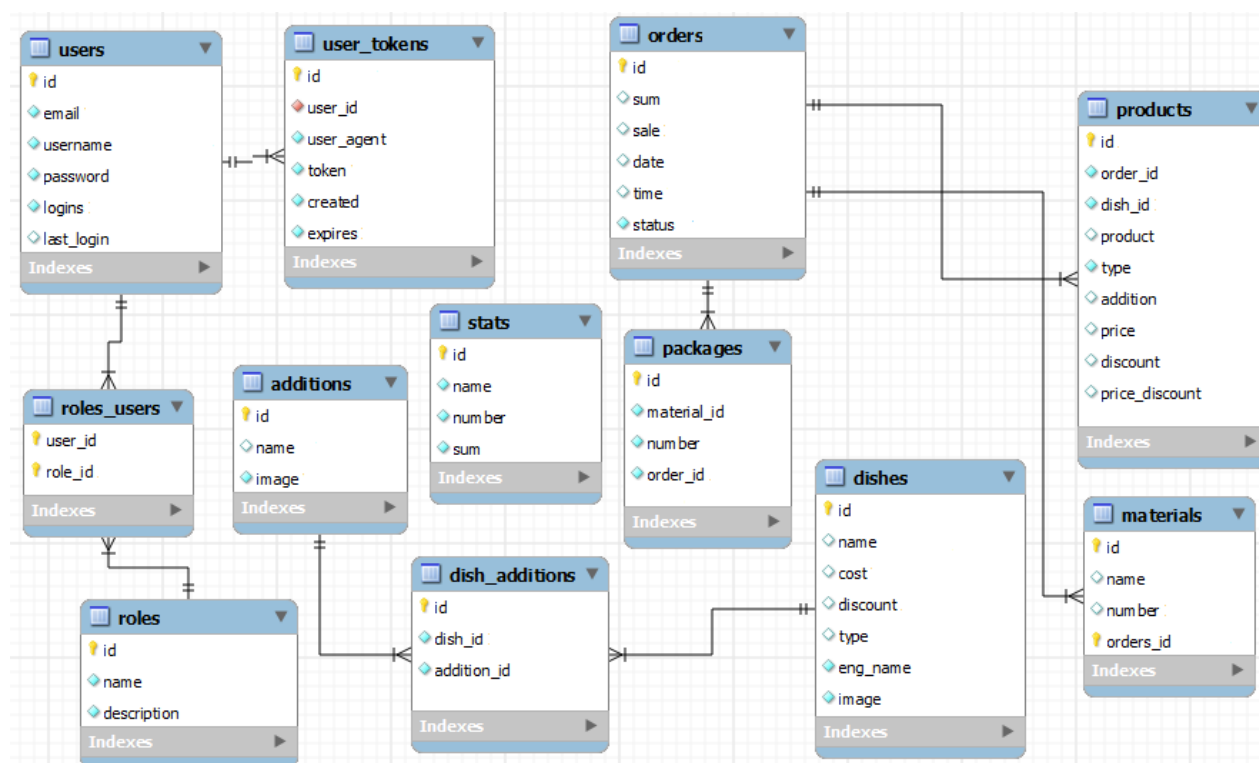 users
id
email
username
password
logins
last_login
Indexes
user_tokens
id
user_id
user_agent
token
created
expires
Indexes
orders
id
sum
sale
date
time
status
Indexes
products
id
order_id
dish_id
product
type
addition
price
discount
price_discount
Indexes
stats
id
name
number
sum
Indexes
packages
id
material_id
number
order_id
Indexes
roles_users
user_id
role_id
Indexes
additions
id
name
image
Indexes
dishes
id
name
cost
discount
type
eng_name
image
Indexes
materials
id
name
number
orders_id
Indexes
dish_additions
id
dish_id
addition_id
Indexes
roles
id
name
description
Indexes